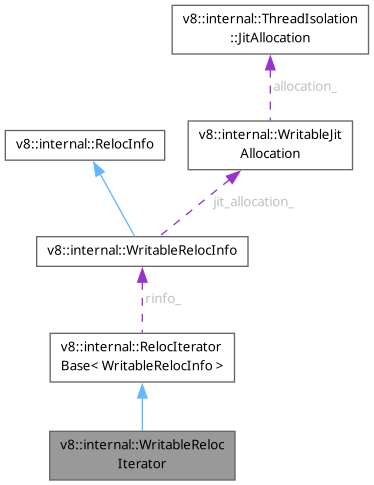 v8::internal::ThreadIsolation
::JitAllocation
allocation_
v8::internal::RelocInfo
v8::internal::WritableJit
Allocation
jit_allocation_
v8::internal::WritableRelocInfo
rinfo_
v8::internal::RelocIterator
Base< WritableRelocInfo >
v8::internal::WritableReloc
Iterator